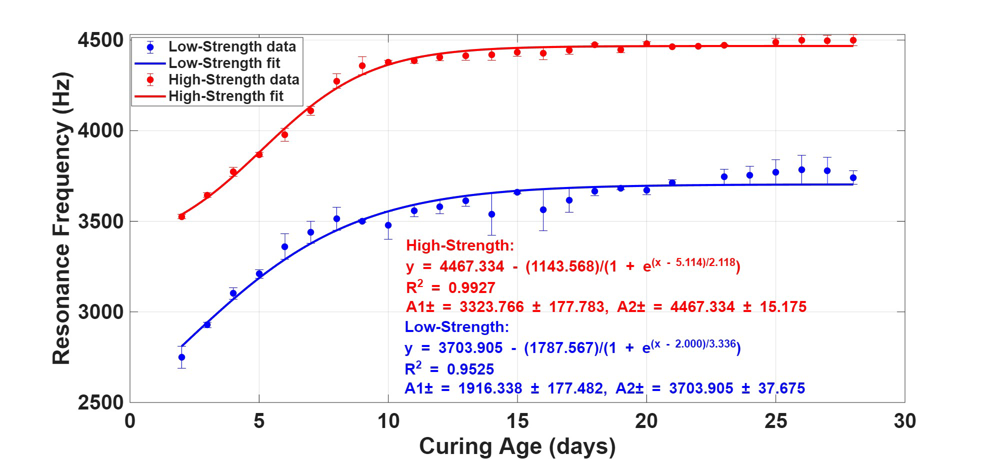 4500
4000
3500
3000
2500
0 5 10 15 20 25 30
Resonance Frequency (Hz)
Curing Age (days)
Low-Strength data
Low-Strength fit
High-Strength data
High-Strength fit
High-Strength:
y = 4467.334 - (1143.568)/(1 + e^(x - 5.114)/2.118)
R² = 0.9927
A1± = 3323.766 ± 177.783, A2± = 4467.334 ± 15.175
Low-Strength:
y = 3703.905 - (1787.567)/(1 + e^(x - 2.000)/3.336)
R² = 0.9525
A1± = 1916.338 ± 177.482, A2± = 3703.905 ± 37.675